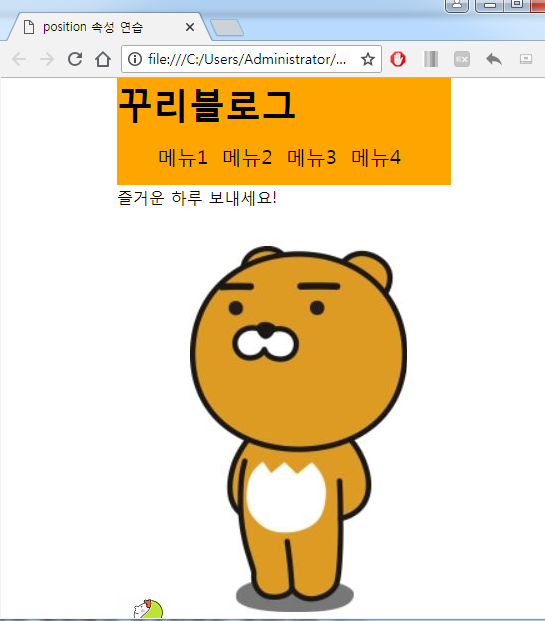 position 속성 연습
file:///C:/Users/Administrator/...
꾸리블로그
메뉴1 메뉴2 메뉴3 메뉴4
즐거운 하루 보내세요!